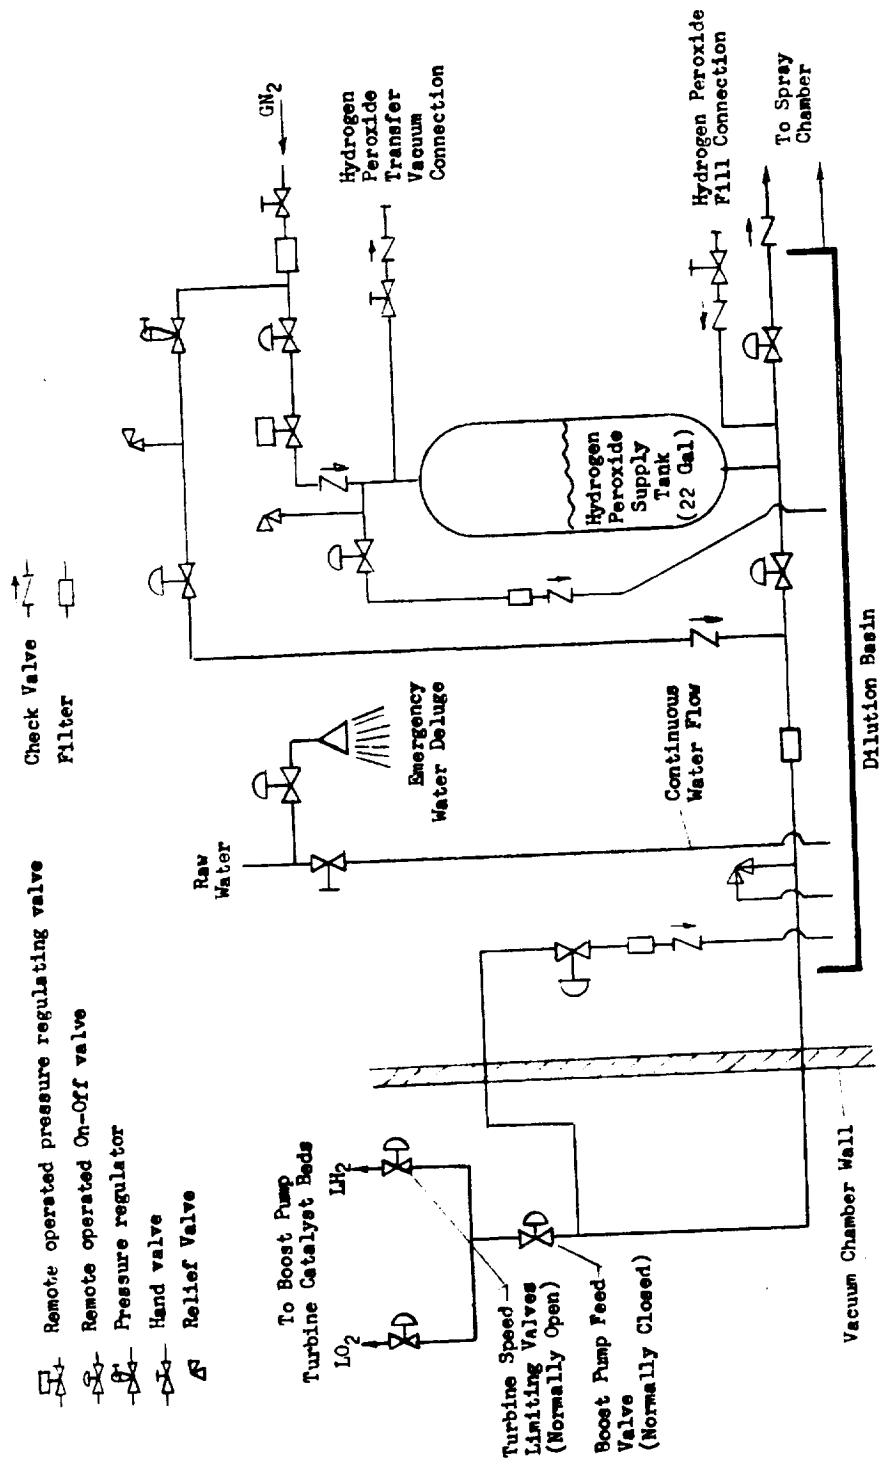 Remote operated pressure regulating valve
Remote operated On-Off valve
Pressure regulator
Hand valve
Relief Valve
Check Valve
Filter
GN2
Hydrogen
Peroxide
Transfer
Vacuum
Connection
Hydrogen Peroxide
Fill Connection
To Spray
Chamber
Hydrogen
Peroxide
Supply
Tank
(22 Gal)
Raw
Water
Emergency
Water Deluge
Continuous
Water Flow
Dilution Basin
To Boost Pump
Turbine Catalyst Beds
LO2
LH2
Turbine Speed
Limiting Valves
(Normally Open)
Boost Pump Feed
Valve
(Normally Closed)
Vacuum Chamber Wall